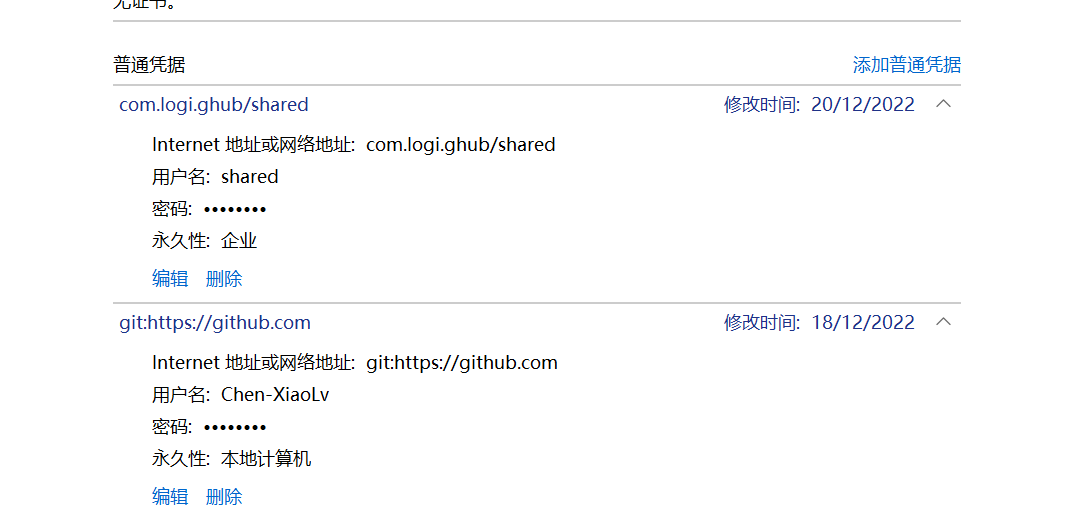 无证书。
普通凭据 添加普通凭据
com.logi.ghub/shared 修改时间: 20/12/2022
Internet 地址或网络地址: com.logi.ghub/shared
用户名: shared
密码: ••••••••
永久性: 企业
编辑 删除
git:https://github.com 修改时间: 18/12/2022
Internet 地址或网络地址: git:https://github.com
用户名: Chen-XiaoLv
密码: ••••••••
永久性: 本地计算机
编辑 删除